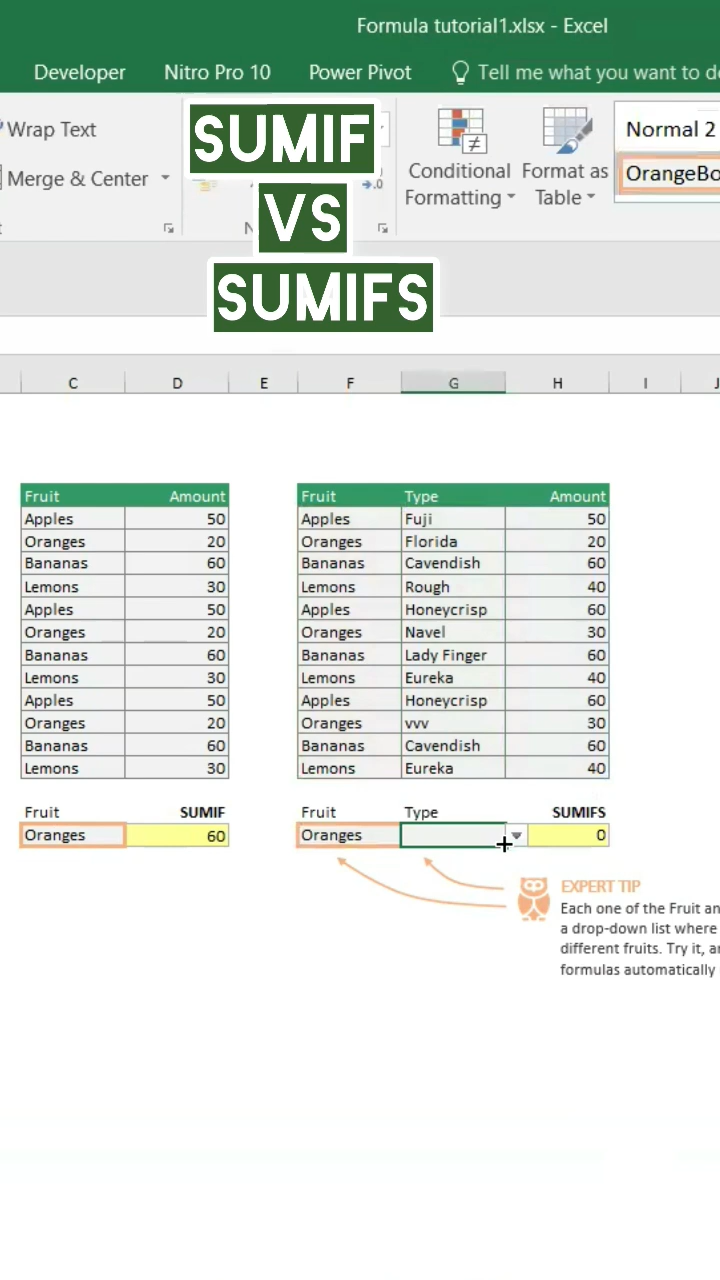 Formula tutorial1.xlsx - Excel
Developer Nitro Pro 10 Power Pivot Tell me what you want to do
Wrap Text
Merge & Center
SUMIF
VS
SUMIFS
Conditional Formatting
Format as Table
Normal 2
OrangeBo
C D E F G H I J
Fruit Amount Fruit Type Amount
Apples 50 Apples Fuji 50
Oranges 20 Oranges Florida 20
Bananas 60 Bananas Cavendish 60
Lemons 30 Lemons Rough 40
Apples 50 Apples Honeycrisp 60
Oranges 20 Oranges Navel 30
Bananas 60 Bananas Lady Finger 60
Lemons 30 Lemons Eureka 40
Apples 50 Apples Honeycrisp 60
Oranges 20 Oranges vvv 30
Bananas 60 Bananas Cavendish 60
Lemons 30 Lemons Eureka 40
Fruit SUMIF Fruit Type SUMIFS
Oranges 60 Oranges 0
EXPERT TIP
Each one of the Fruit an
a drop-down list where
different fruits. Try it, an
formulas automatically